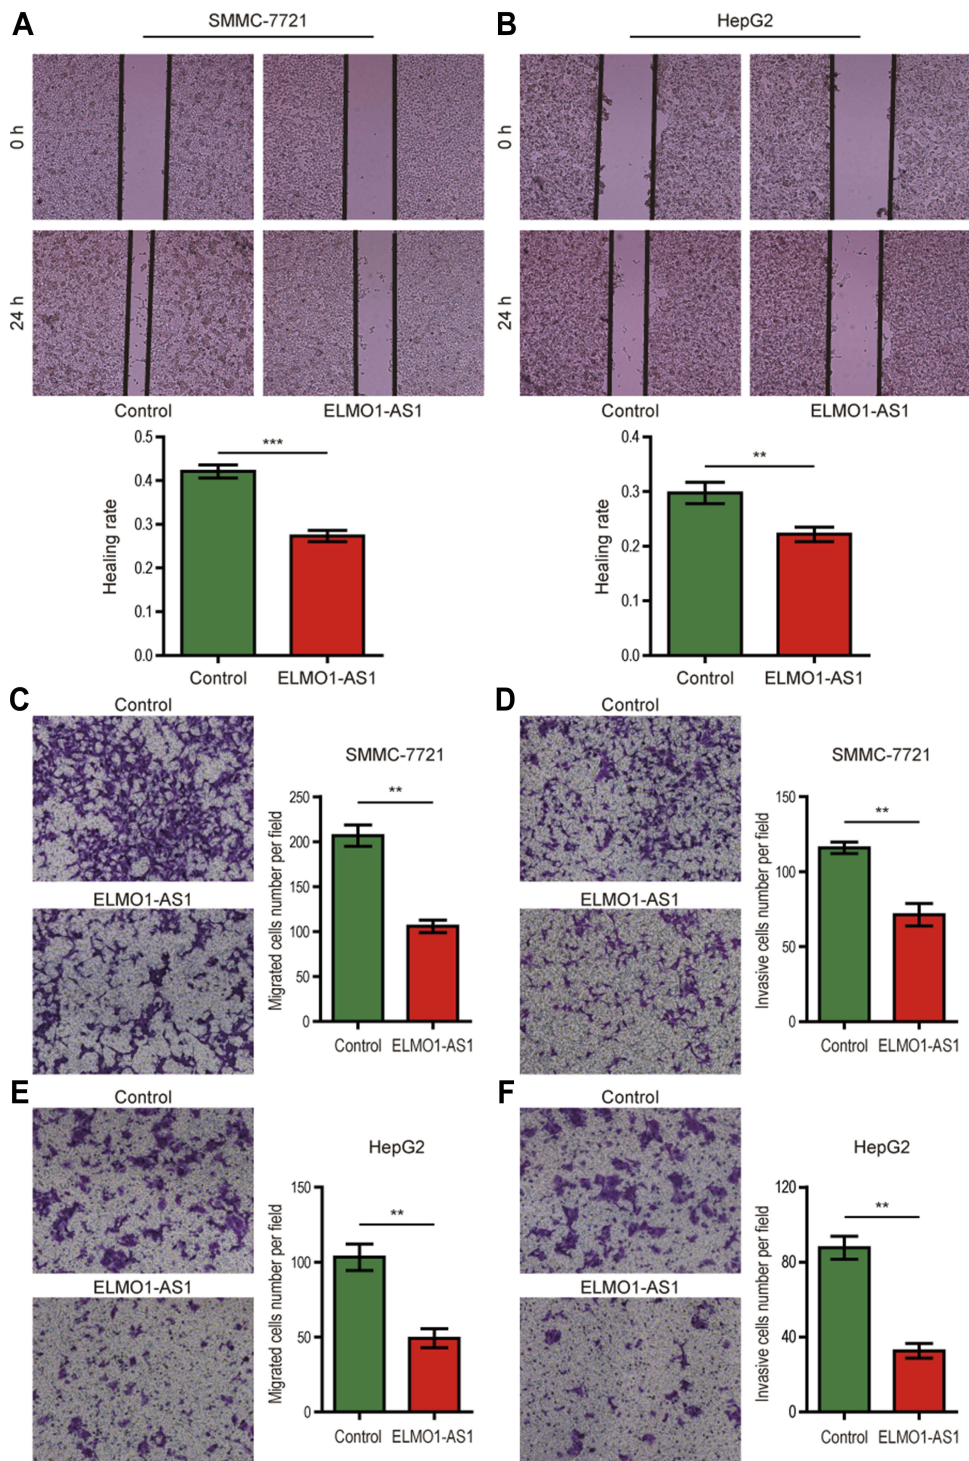 A
SMMC-7721
0 h
24 h
Control
ELMO1-AS1
Healing rate
0.5
0.4
0.3
0.2
0.1
0.0
***
Control
ELMO1-AS1
B
HepG2
0 h
24 h
Control
ELMO1-AS1
Healing rate
0.4
0.3
0.2
0.1
0.0
**
Control
ELMO1-AS1
C
Control
ELMO1-AS1
SMMC-7721
Migrated cells number per field
250
200
150
100
50
0
**
Control
ELMO1-AS1
D
Control
ELMO1-AS1
SMMC-7721
Invasive cells number per field
150
100
50
0
**
Control
ELMO1-AS1
E
Control
ELMO1-AS1
HepG2
Migrated cells number per field
150
100
50
0
**
Control
ELMO1-AS1
F
Control
ELMO1-AS1
HepG2
Invasive cells number per field
120
80
40
0
**
Control
ELMO1-AS1